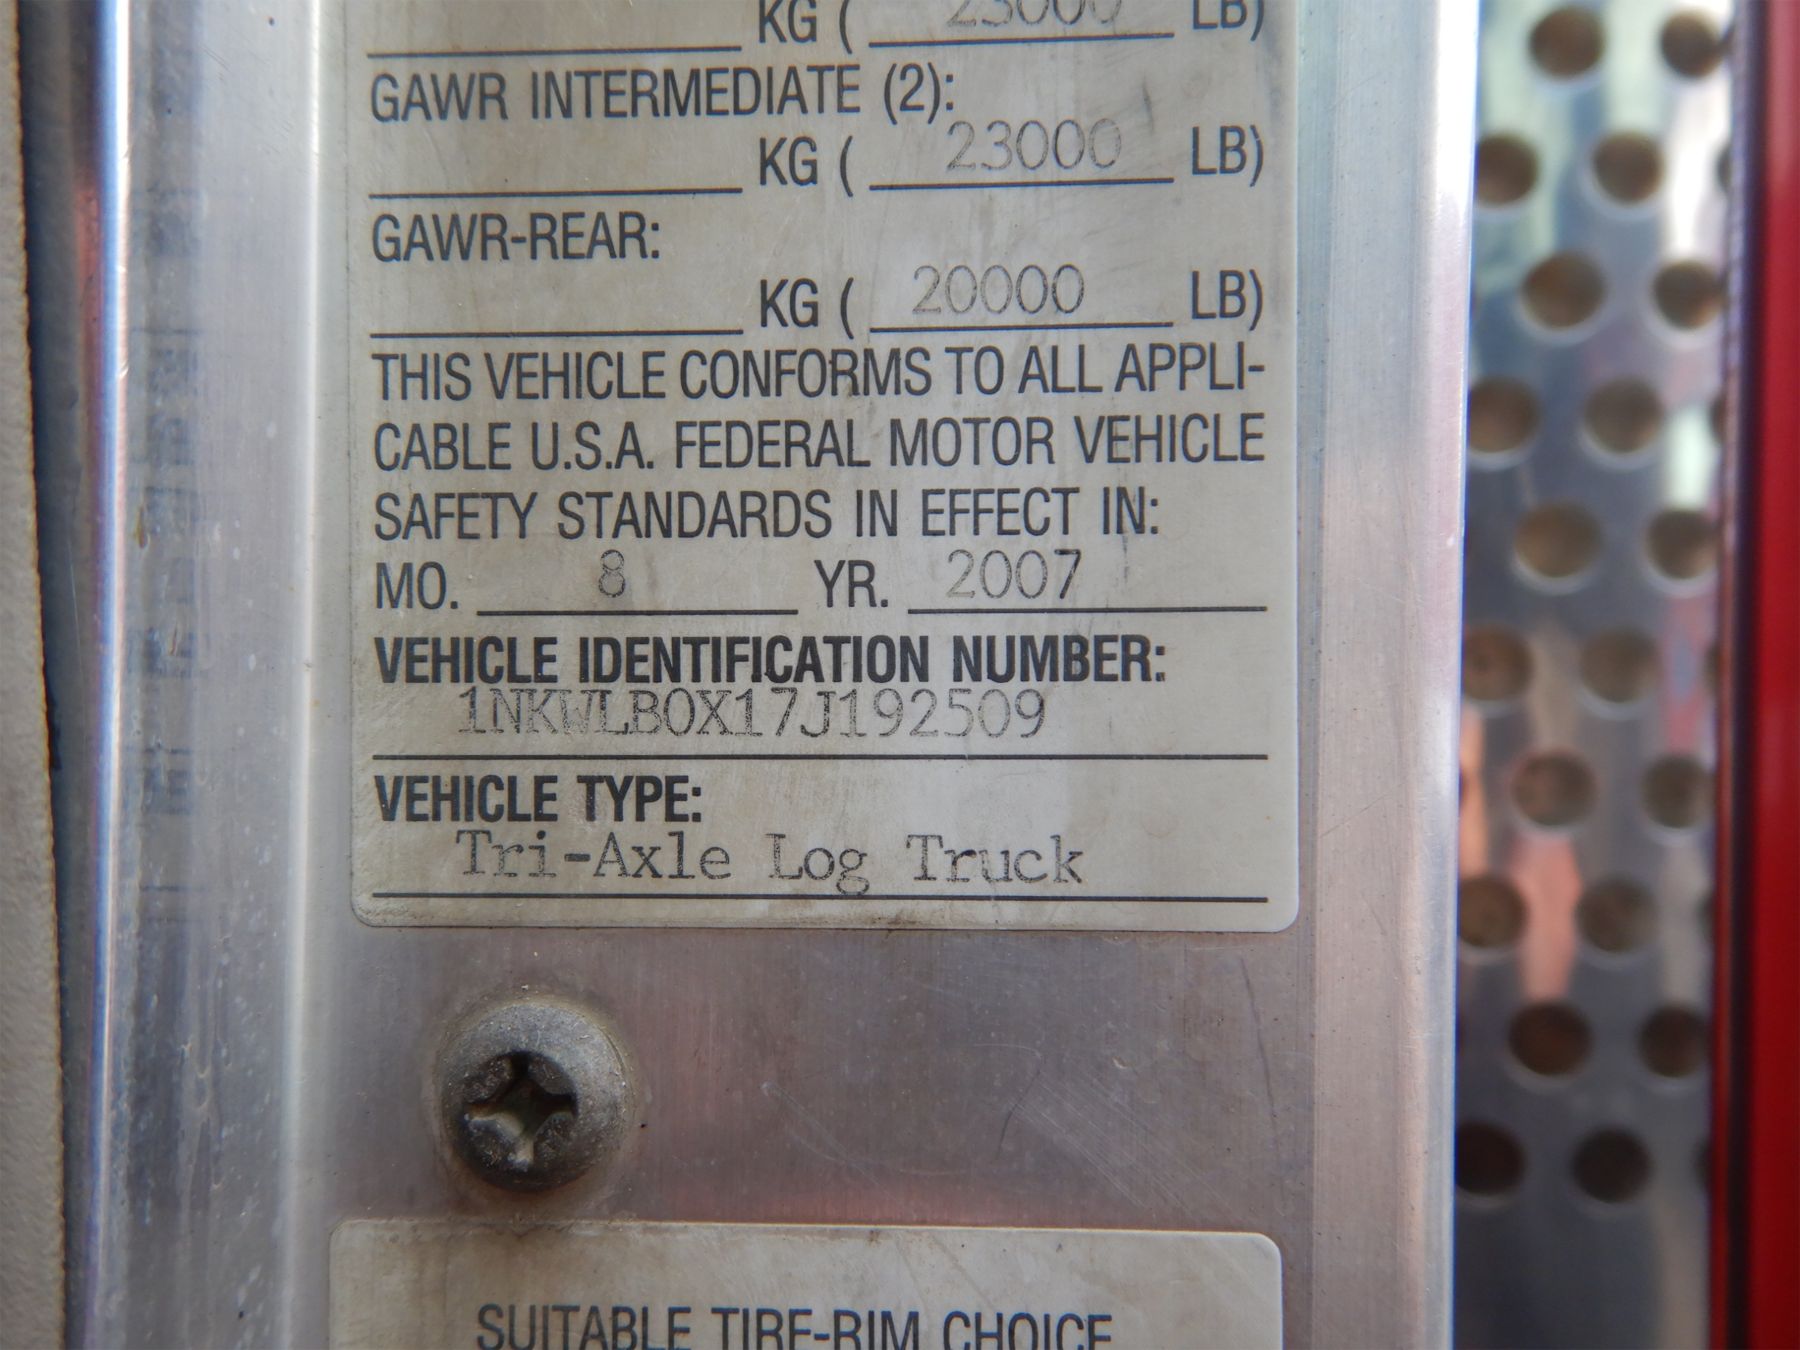 KG ( 23000 LB)
GAWR INTERMEDIATE (2):
KG ( 23000 LB)
GAWR-REAR:
KG ( 20000 LB)
THIS VEHICLE CONFORMS TO ALL APPLI-
CABLE U.S.A. FEDERAL MOTOR VEHICLE
SAFETY STANDARDS IN EFFECT IN:
MO. 8 YR. 2007
VEHICLE IDENTIFICATION NUMBER:
1NKWLB0X17J192509
VEHICLE TYPE:
Tri-Axle Log Truck
SUITABLE TIRE-RIM CHOICE